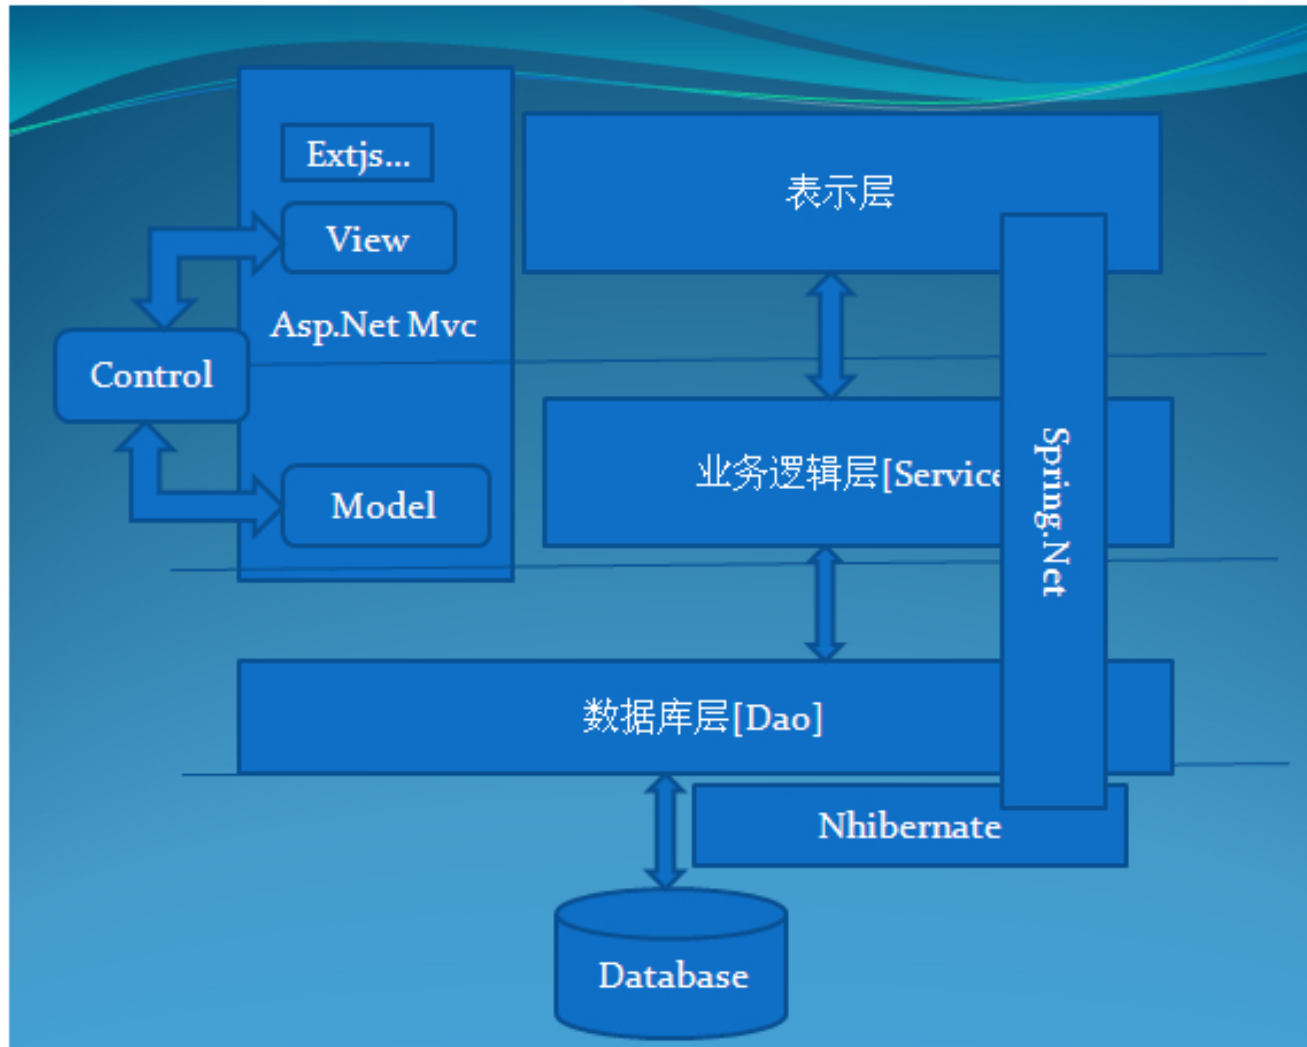 Extjs...
表示层
View
Asp.Net Mvc
Control
业务逻辑层[Service
Spring.Net
Model
数据库层[Dao]
Nhibernate
Database